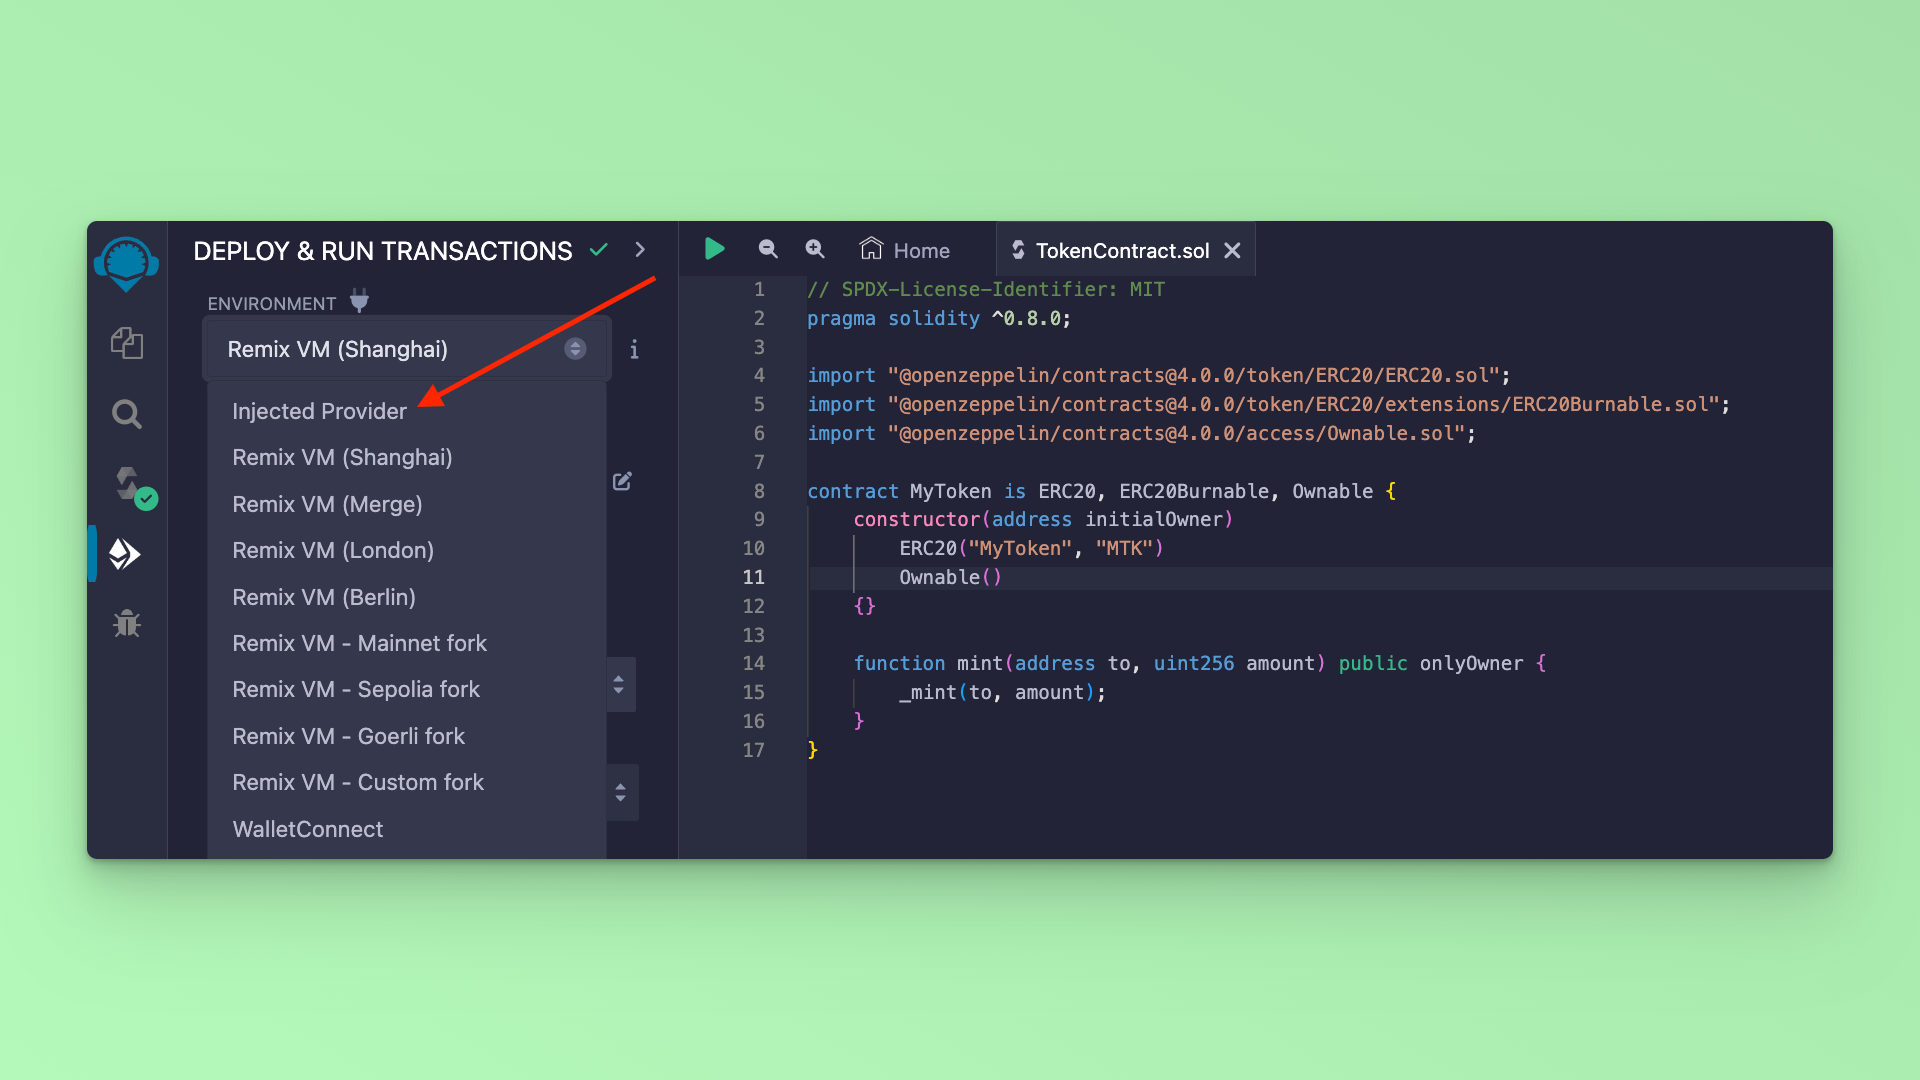 DEPLOY & RUN TRANSACTIONS
ENVIRONMENT
Remix VM (Shanghai)
i
Injected Provider
Remix VM (Shanghai)
Remix VM (Merge)
Remix VM (London)
Remix VM (Berlin)
Remix VM - Mainnet fork
Remix VM - Sepolia fork
Remix VM - Goerli fork
Remix VM - Custom fork
WalletConnect
Home
TokenContract.sol
1 // SPDX-License-Identifier: MIT
2 pragma solidity ^0.8.0;
3
4 import "@openzeppelin/contracts@4.0.0/token/ERC20/ERC20.sol";
5 import "@openzeppelin/contracts@4.0.0/token/ERC20/extensions/ERC20Burnable.sol";
6 import "@openzeppelin/contracts@4.0.0/access/Ownable.sol";
7
8 contract MyToken is ERC20, ERC20Burnable, Ownable {
9 constructor(address initialOwner)
10 ERC20("MyToken", "MTK")
11 Ownable()
12 {}
13
14 function mint(address to, uint256 amount) public onlyOwner {
15 _mint(to, amount);
16 }
17 }